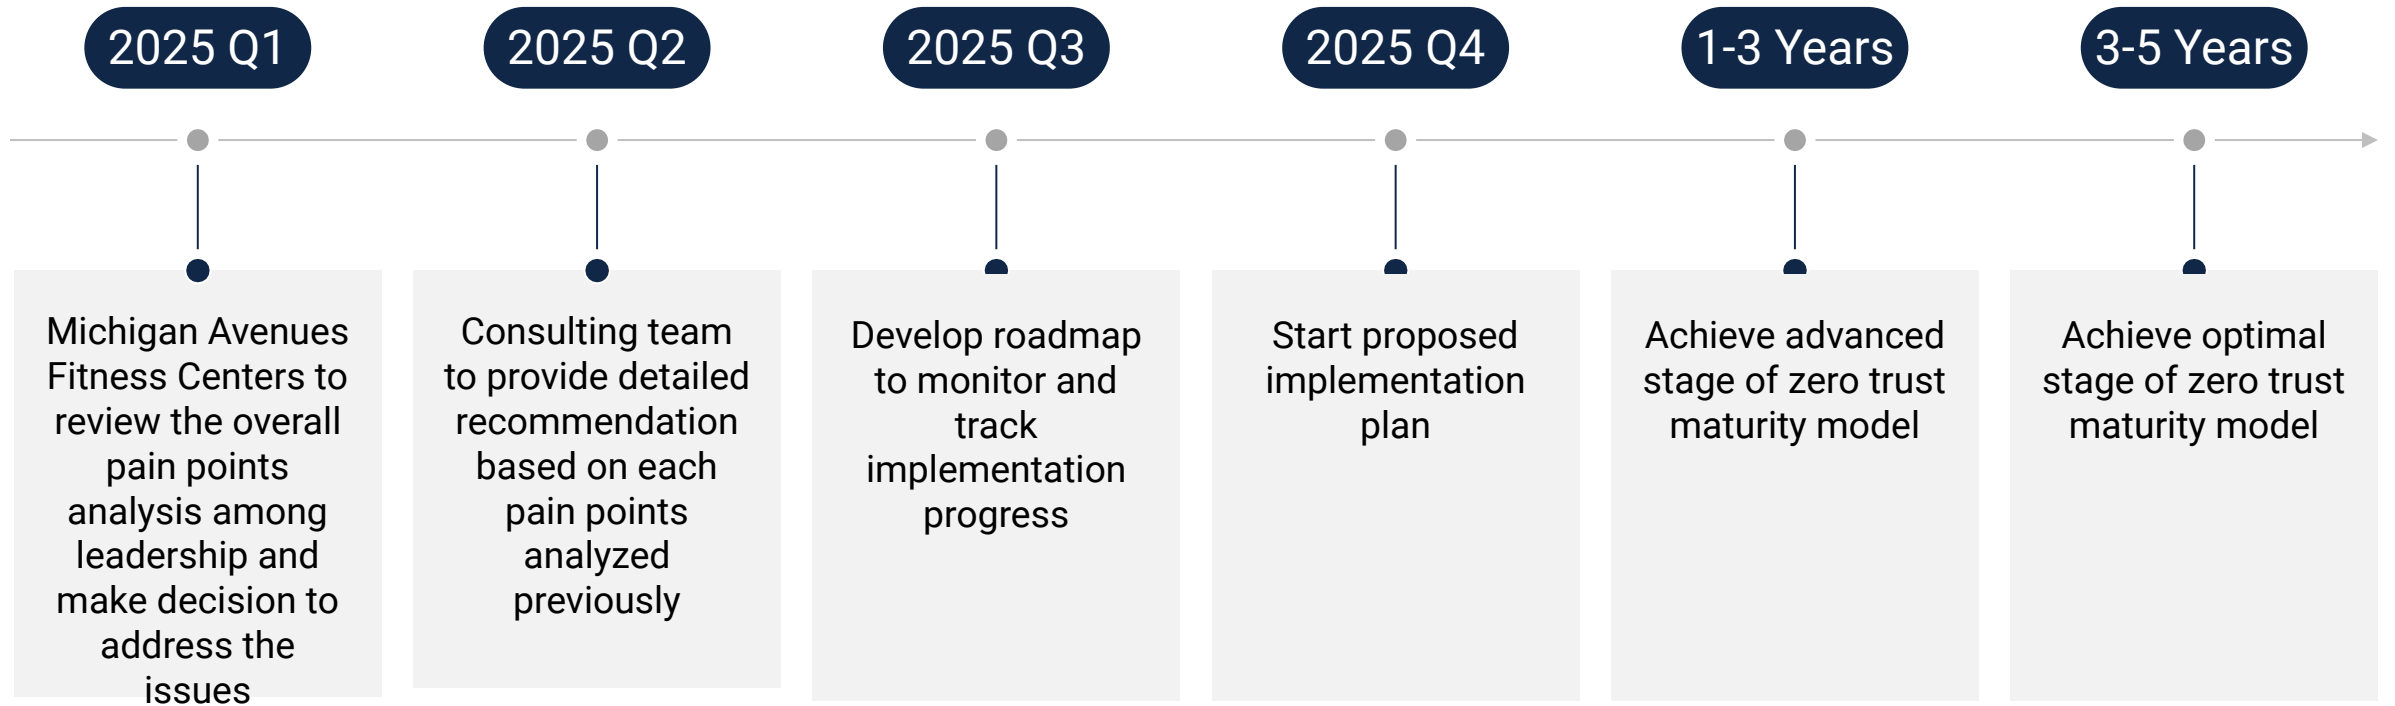 2025 Q1
2025 Q2
2025 Q3
2025 Q4
1-3 Years
3-5 Years
Michigan Avenues
Fitness Centers to
review the overall
pain points
analysis among
leadership and
make decision to
address the
issues
Consulting team
to provide detailed
recommendation
based on each
pain points
analyzed
previously
Develop roadmap
to monitor and
track
implementation
progress
Start proposed
implementation
plan
Achieve advanced
stage of zero trust
maturity model
Achieve optimal
stage of zero trust
maturity model